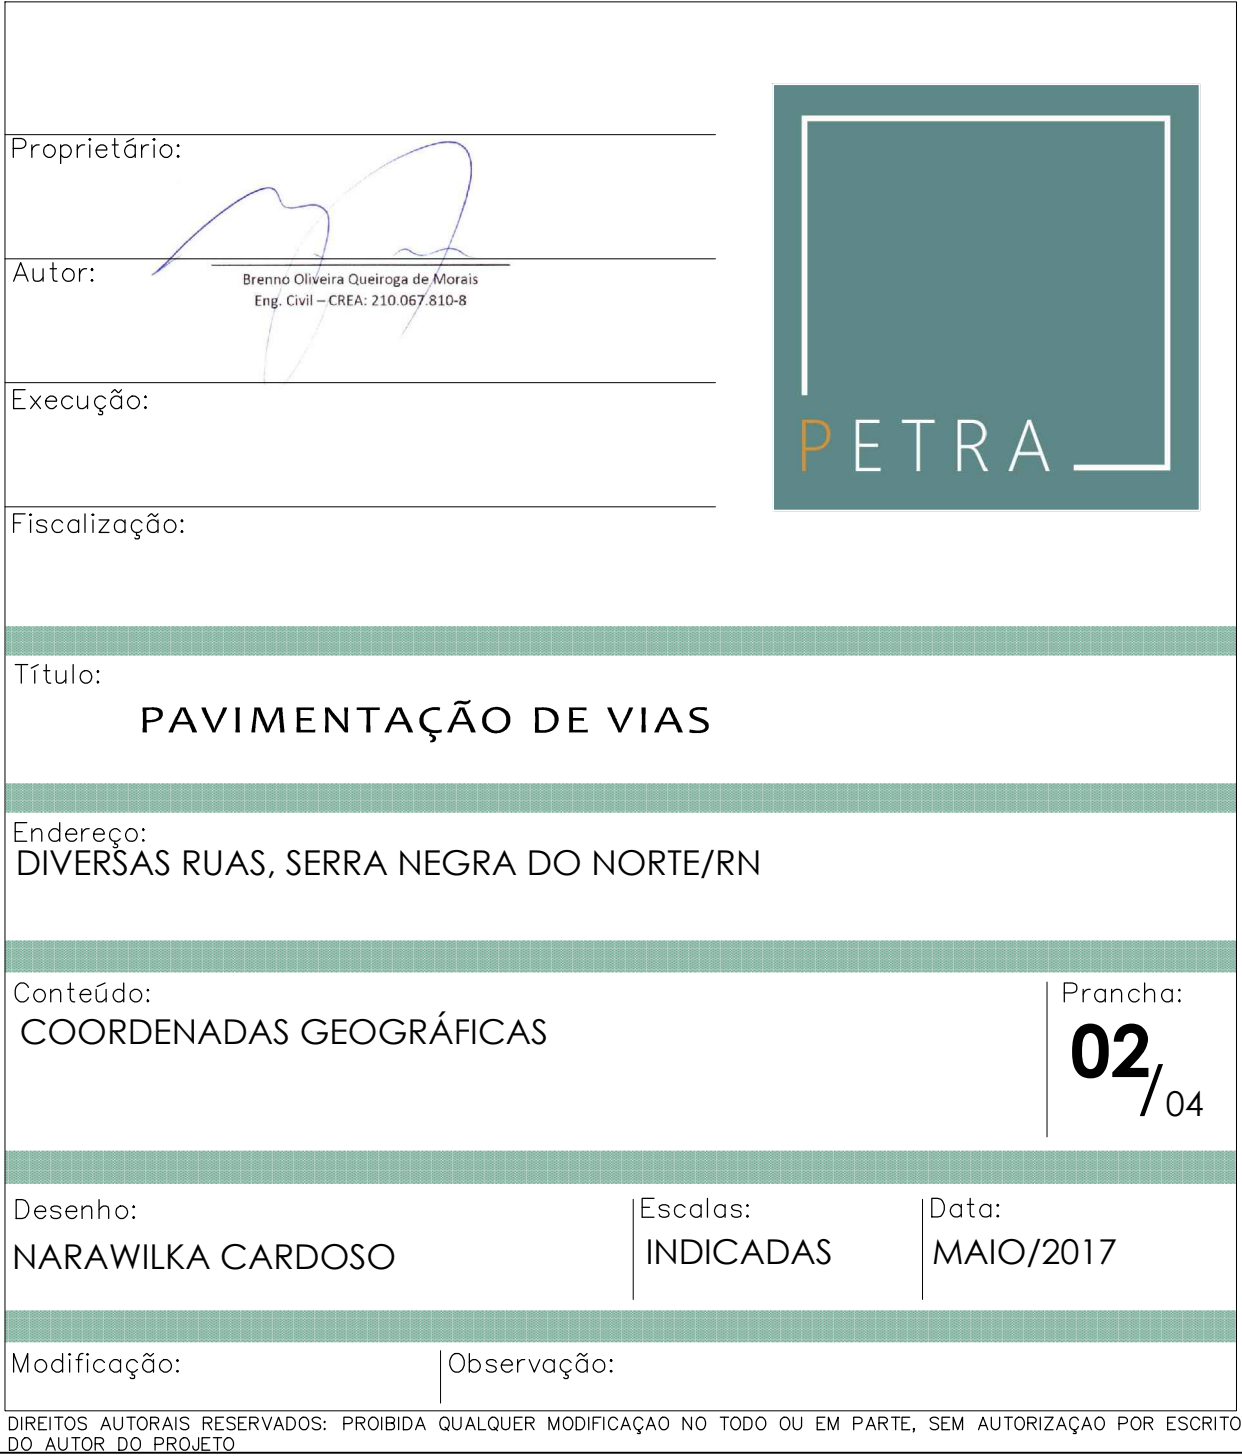 Proprietário:
Autor:
Brenno Oliveira Queiroga de Morais
Eng. Civil – CREA: 210.067.810-8
Execução:
Fiscalização:
PETRA
Título:
PAVIMENTAÇÃO DE VIAS
Endereço:
DIVERSAS RUAS, SERRA NEGRA DO NORTE/RN
Conteúdo:
COORDENADAS GEOGRÁFICAS
Prancha:
02/04
Desenho:
NARAWILKA CARDOSO
Escalas:
INDICADAS
Data:
MAIO/2017
Modificação:
Observação:
DIREITOS AUTORAIS RESERVADOS: PROIBIDA QUALQUER MODIFICAÇAO NO TODO OU EM PARTE, SEM AUTORIZAÇAO POR ESCRITO
DO AUTOR DO PROJETO